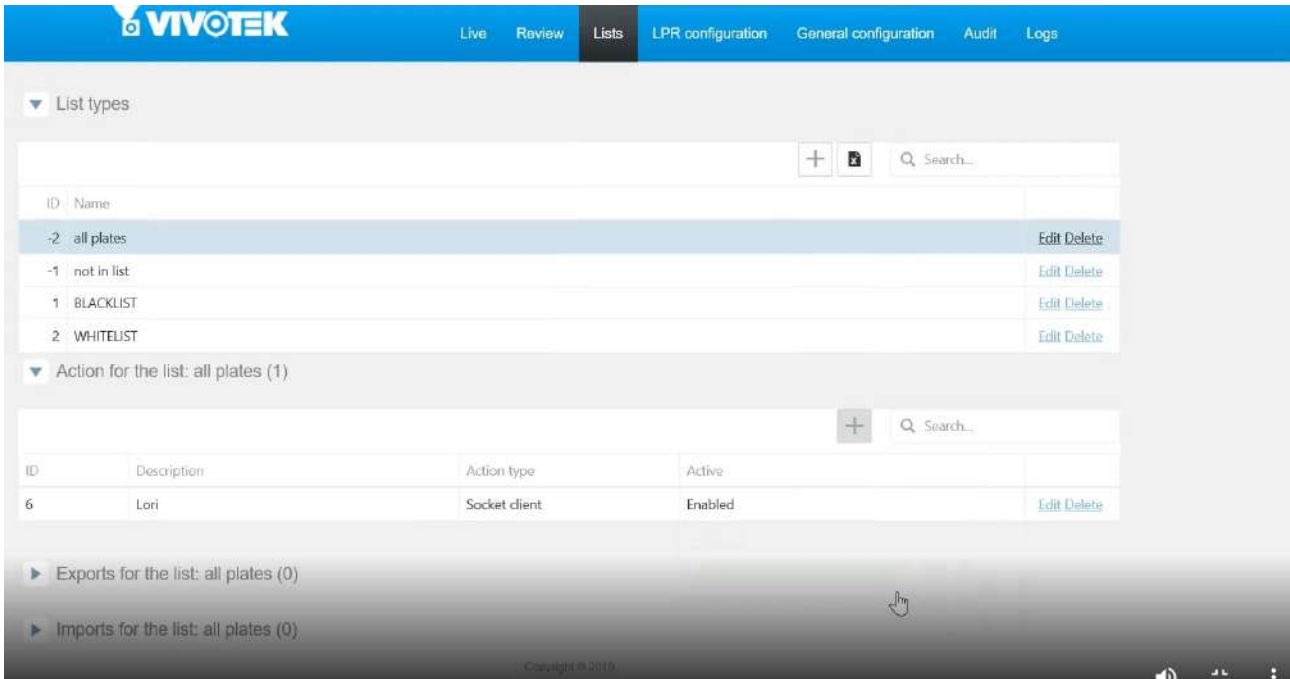 VIVOTEK
Live Review Lists LPR configuration General configuration Audit Logs
List types
Search...
ID Name
-2 all plates Edit Delete
-1 not in list Edit Delete
1 BLACKLIST Edit Delete
2 WHITELIST Edit Delete
Action for the list: all plates (1)
Search...
ID Description Action type Active
6 Lori Socket client Enabled Edit Delete
Exports for the list: all plates (0)
Imports for the list: all plates (0)
Copyright © 2019